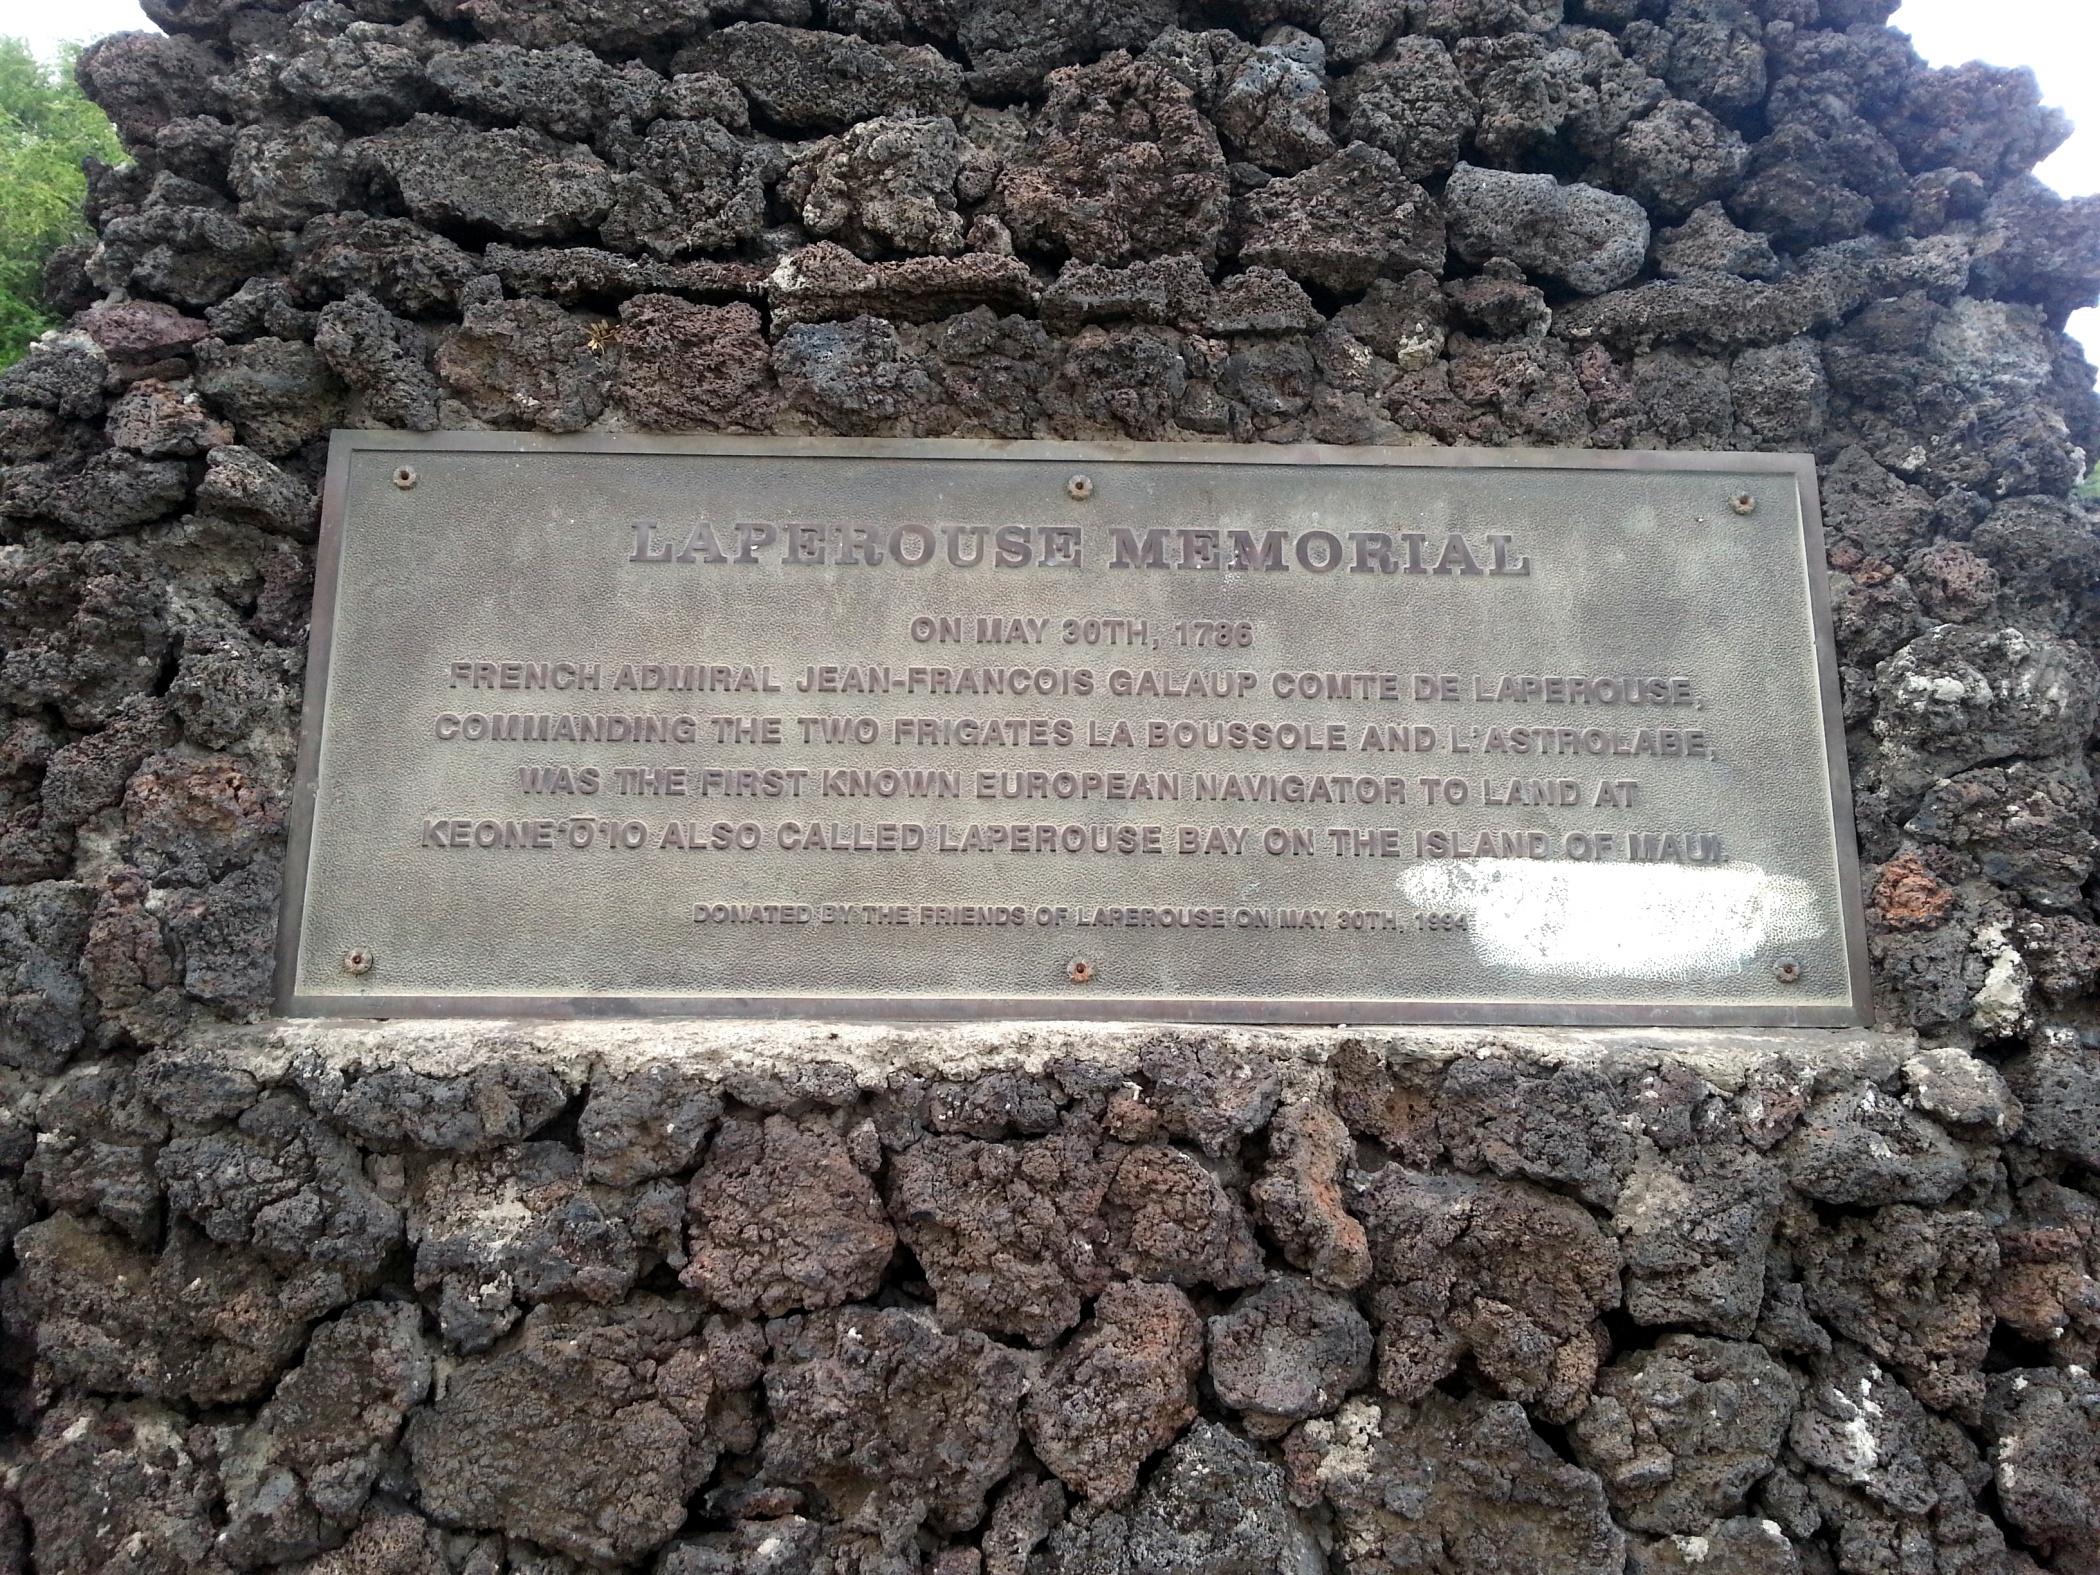 LAPEROUSE MEMORIAL
ON MAY 30TH, 1786
FRENCH ADMIRAL JEAN-FRANCOIS GALAUP COMTE DE LAPEROUSE,
COMMANDING THE TWO FRIGATES LA BOUSSOLE AND L'ASTROLABE,
WAS THE FIRST KNOWN EUROPEAN NAVIGATOR TO LAND AT
KEONE'Ō'IO ALSO CALLED LAPEROUSE BAY ON THE ISLAND OF MAUI.
DONATED BY THE FRIENDS OF LAPEROUSE ON MAY 30TH, 1994